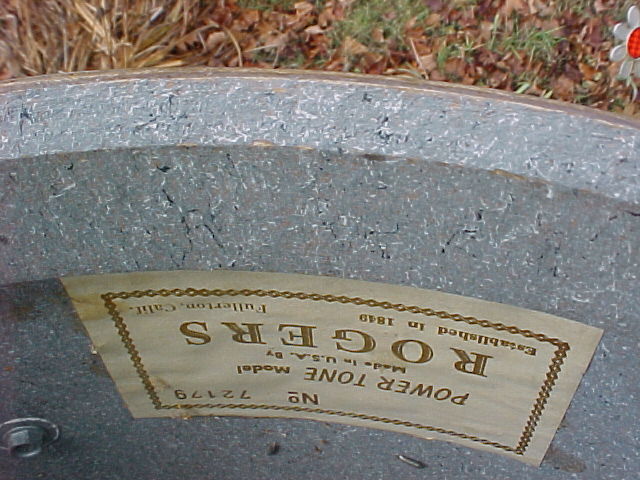 No 72179
POWER TONE Model
Made In U.S.A. By
ROGERS
Established in 1849
Fullerton, Calif.